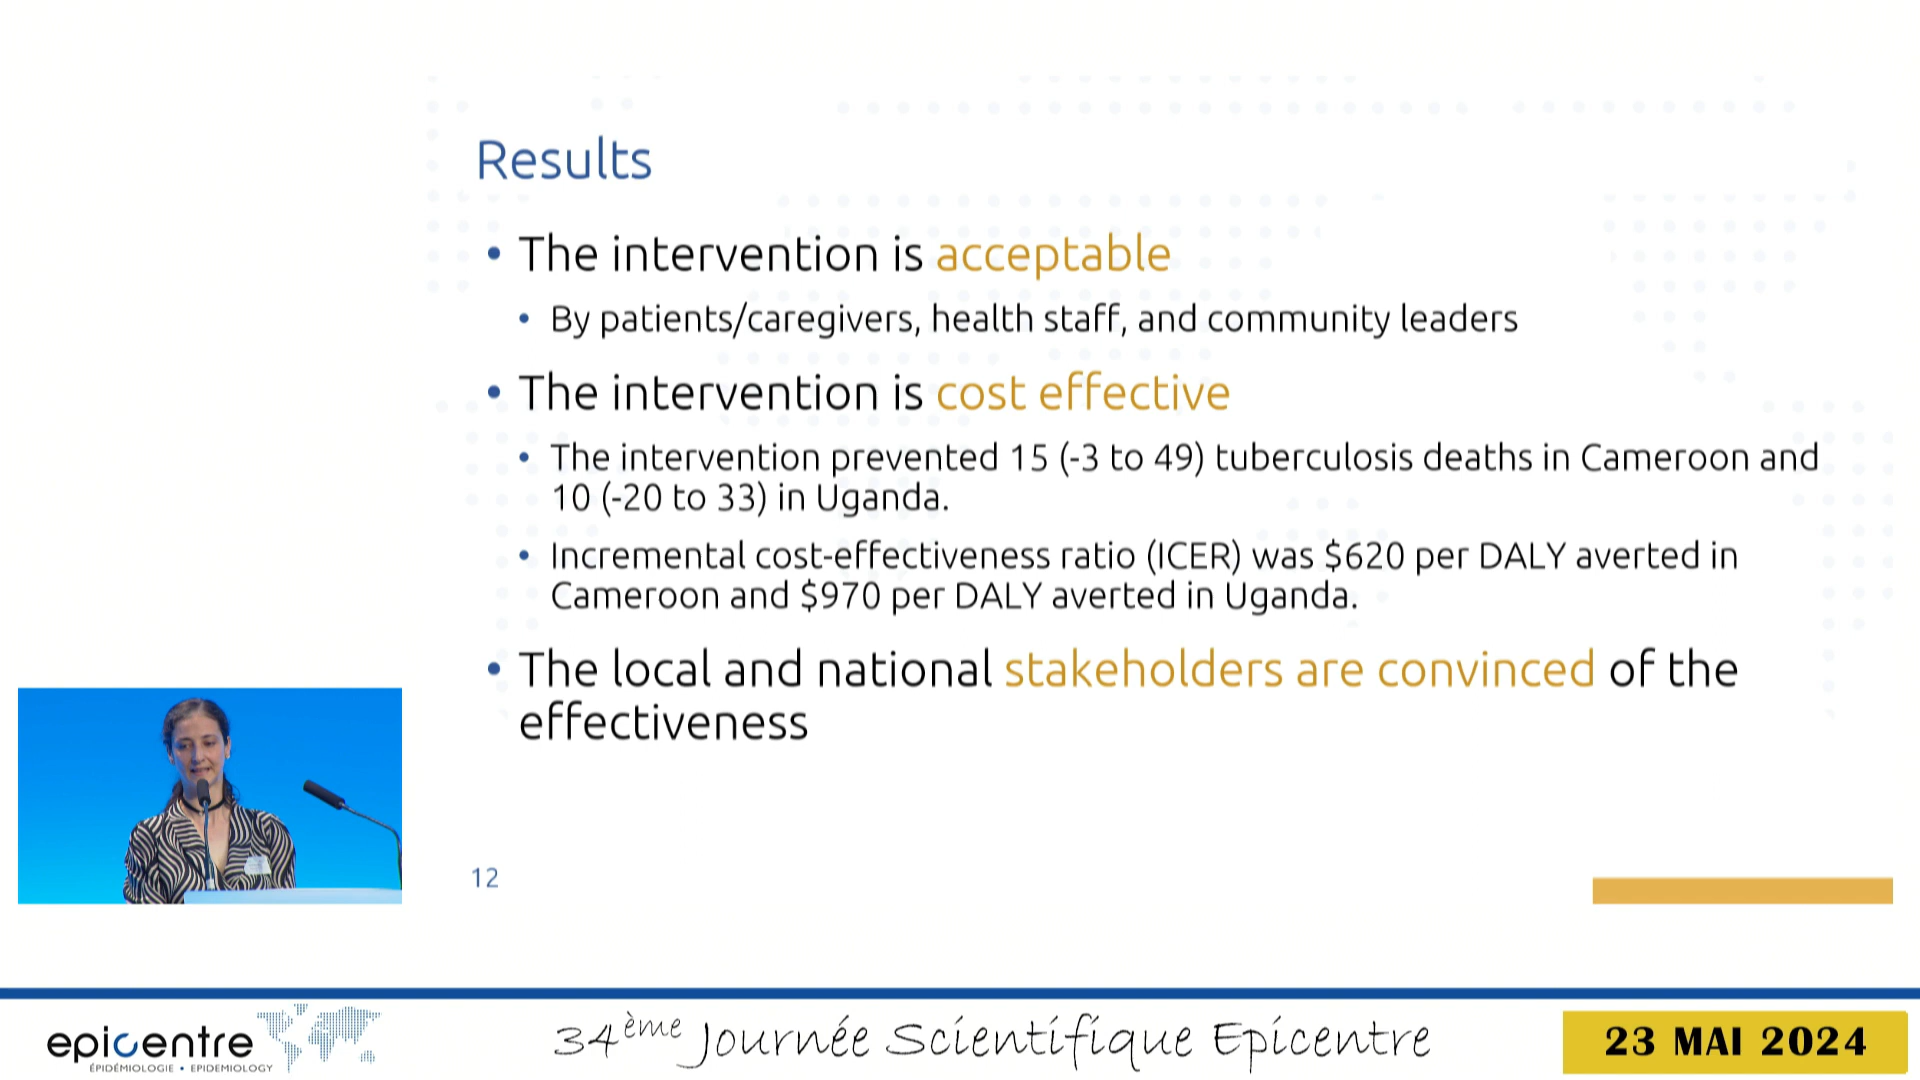 Results
• The intervention is acceptable
• By patients/caregivers, health staff, and community leaders
• The intervention is cost effective
• The intervention prevented 15 (-3 to 49) tuberculosis deaths in Cameroon and
10 (-20 to 33) in Uganda.
• Incremental cost-effectiveness ratio (ICER) was $620 per DALY averted in
Cameroon and $970 per DALY averted in Uganda.
• The local and national stakeholders are convinced of the
effectiveness
12
epicentre
ÉPIDÉMIOLOGIE • EPIDEMIOLOGY
34ème Journée Scientifique Epicentre
23 MAI 2024